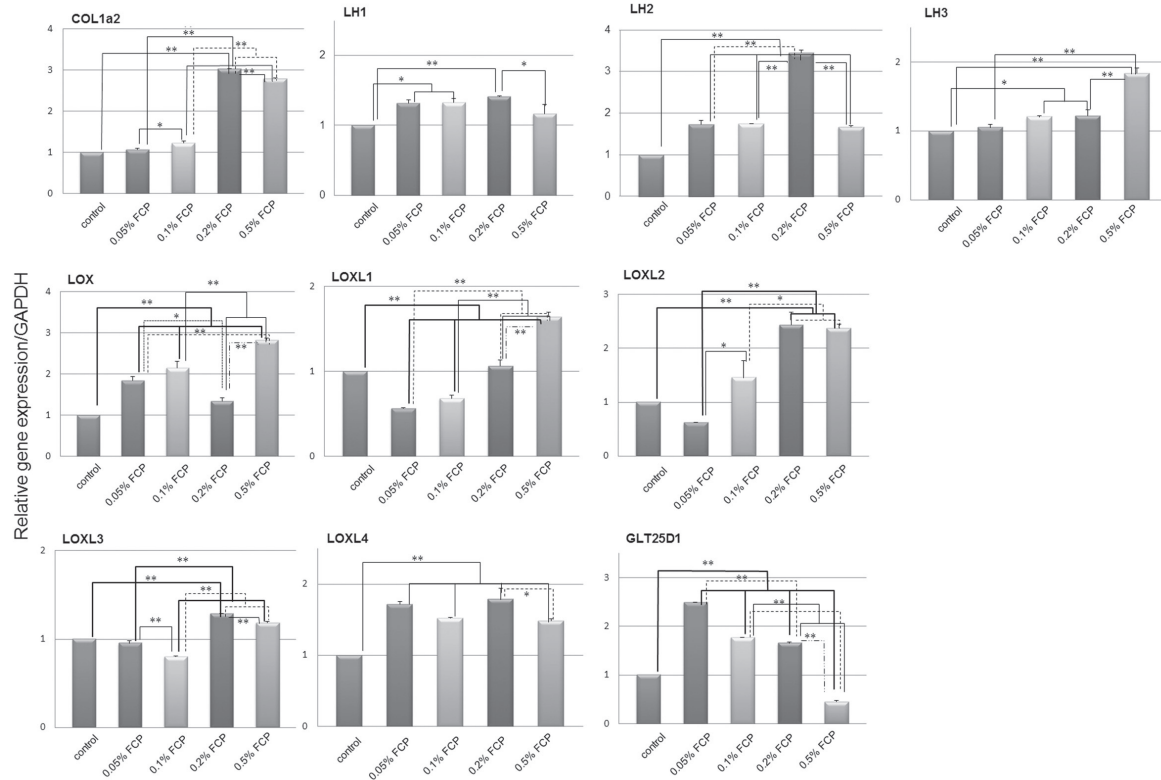 COL1a2
4
3
2
1
0
**
**
**
**
*
control
0.05% FCP
0.1% FCP
0.2% FCP
0.5% FCP
LH1
2
1
0
*
**
*
control
0.05% FCP
0.1% FCP
0.2% FCP
0.5% FCP
LH2
4
3
2
1
0
**
**
**
**
control
0.05% FCP
0.1% FCP
0.2% FCP
0.5% FCP
LH3
2
1
0
**
**
*
**
control
0.05% FCP
0.1% FCP
0.2% FCP
0.5% FCP
Relative gene expression/GAPDH
LOX
4
3
2
1
0
**
**
*
**
**
control
0.05% FCP
0.1% FCP
0.2% FCP
0.5% FCP
LOXL1
2
1
0
**
**
**
**
control
0.05% FCP
0.1% FCP
0.2% FCP
0.5% FCP
LOXL2
3
2
1
0
**
**
*
*
control
0.05% FCP
0.1% FCP
0.2% FCP
0.5% FCP
LOXL3
2
1
0
**
**
**
**
**
control
0.05% FCP
0.1% FCP
0.2% FCP
0.5% FCP
LOXL4
2
1
0
**
*
control
0.05% FCP
0.1% FCP
0.2% FCP
0.5% FCP
GLT25D1
3
2
1
0
**
**
**
**
control
0.05% FCP
0.1% FCP
0.2% FCP
0.5% FCP